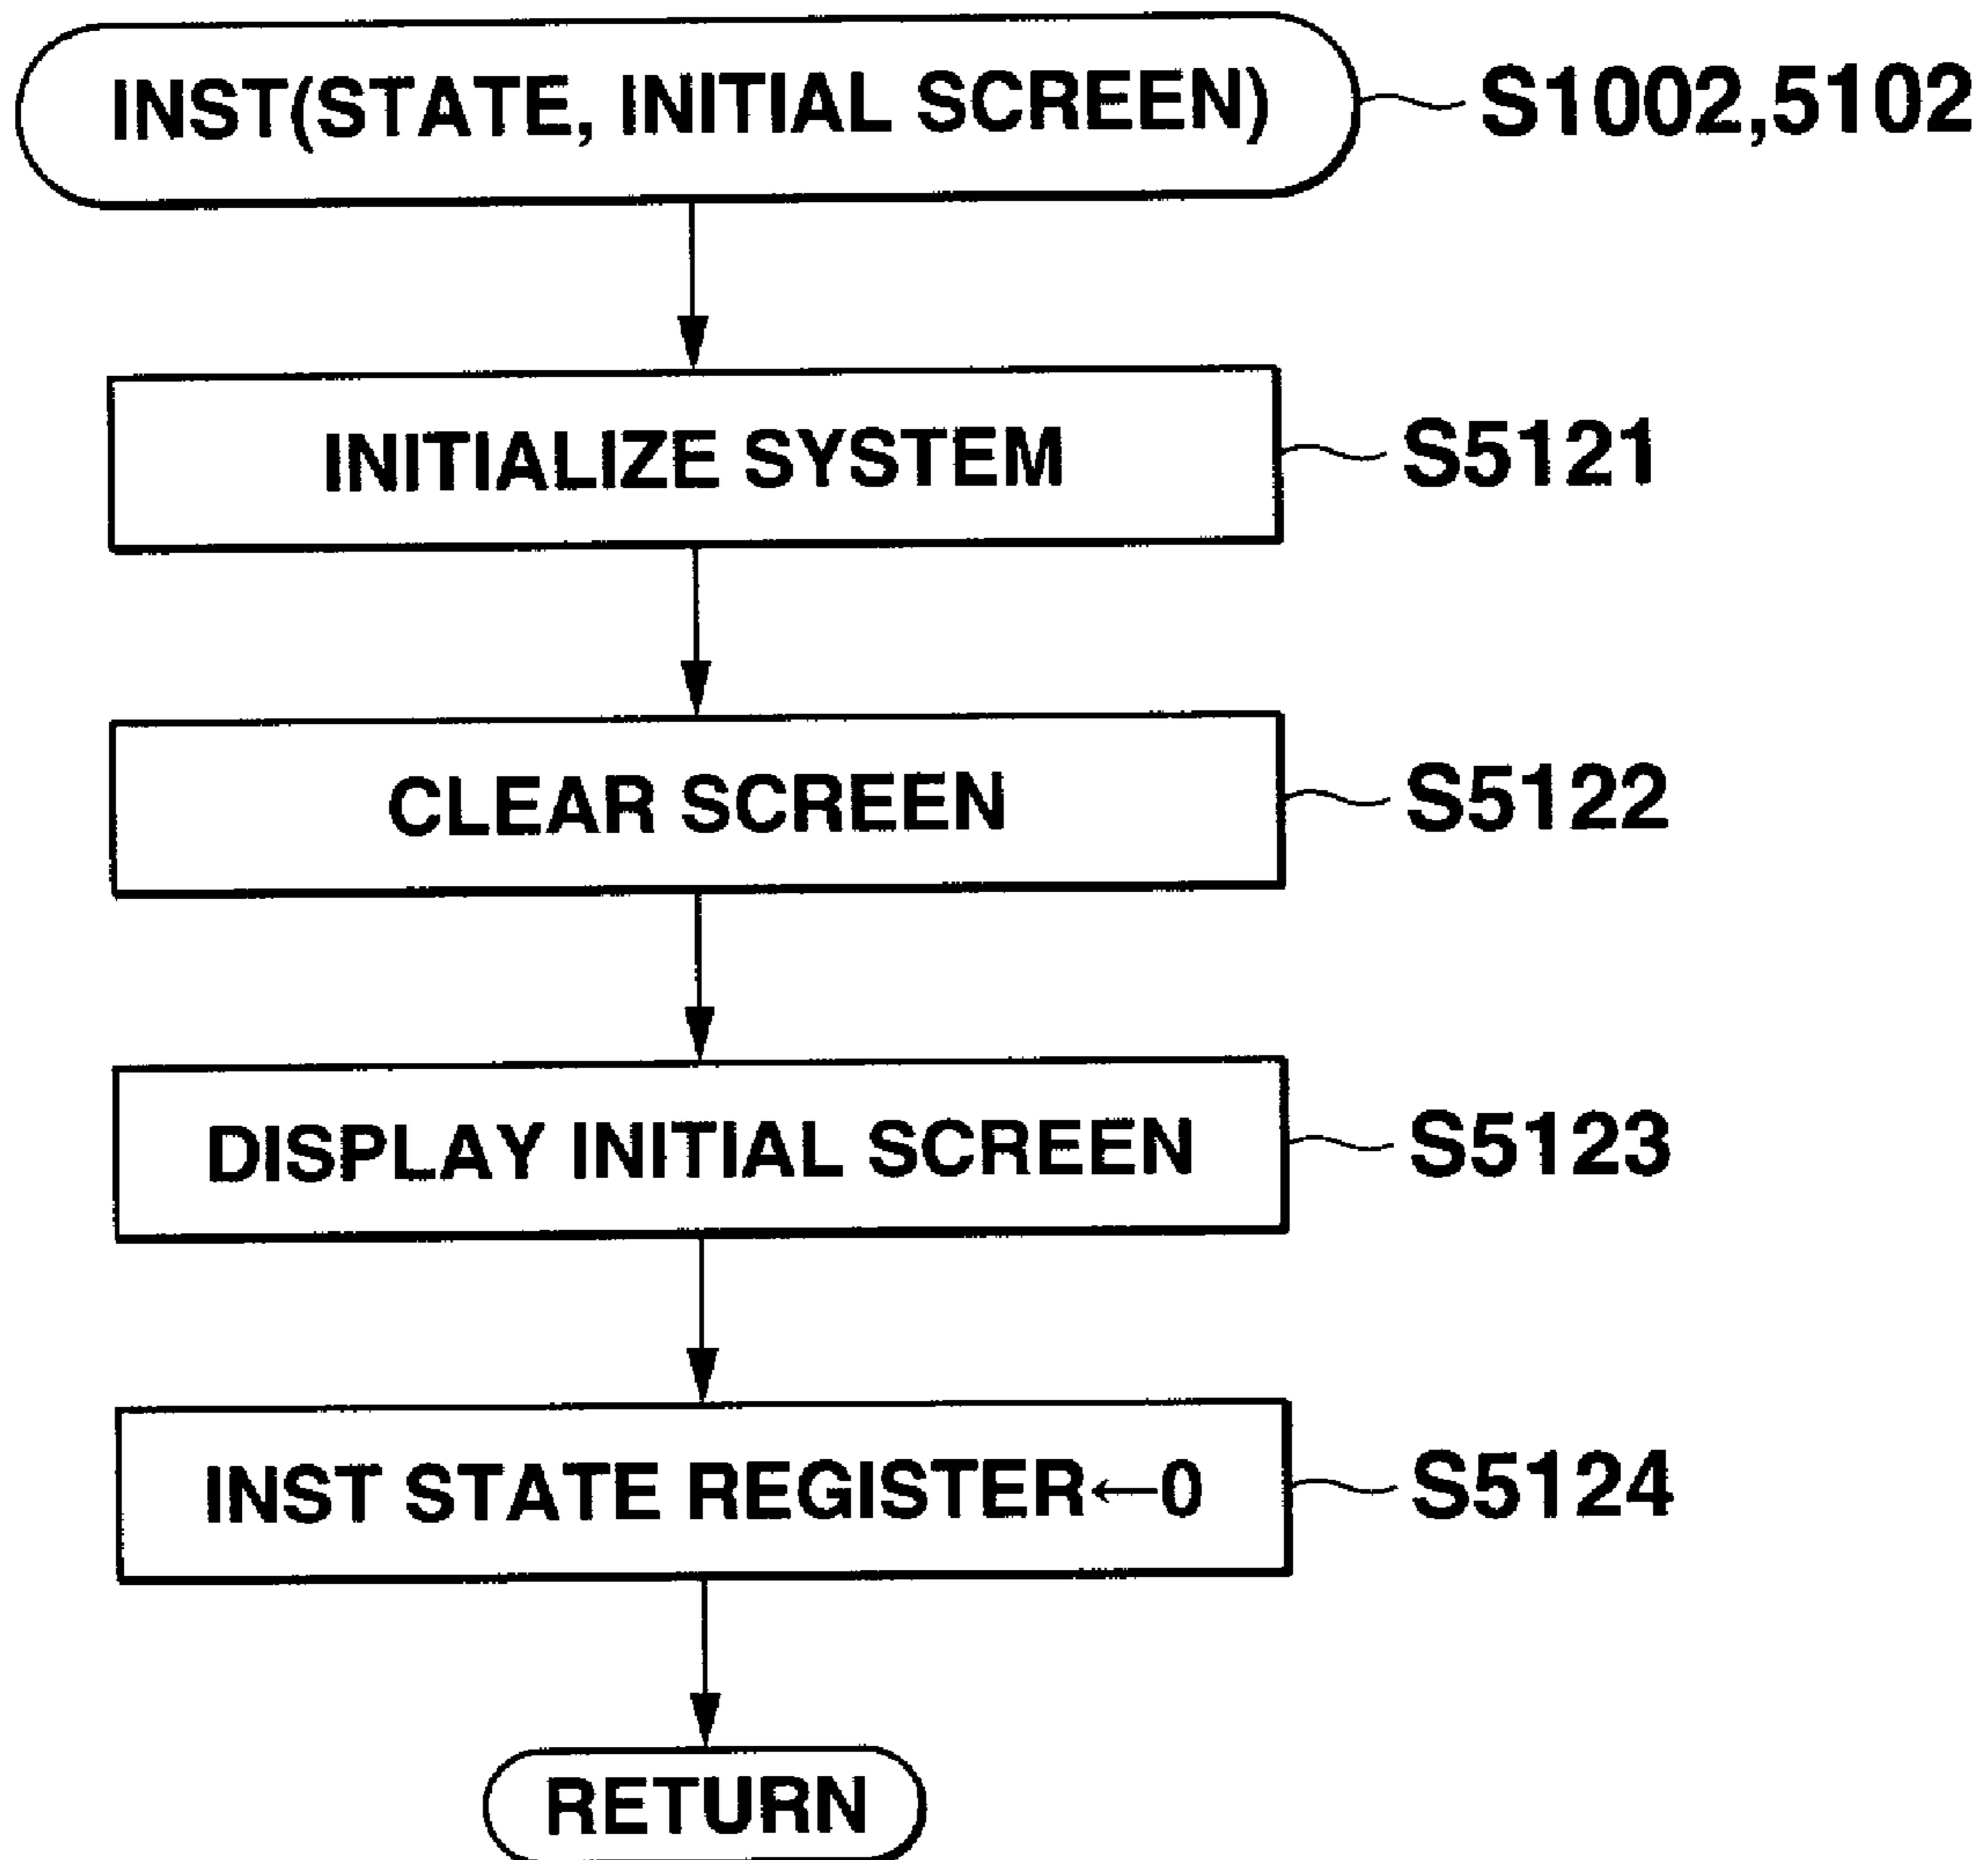 INST(STATE, INITIAL SCREEN) S1002,5102
INITIALIZE SYSTEM S5121
CLEAR SCREEN S5122
DISPLAY INITIAL SCREEN S5123
INST STATE REGISTER←0 S5124
RETURN